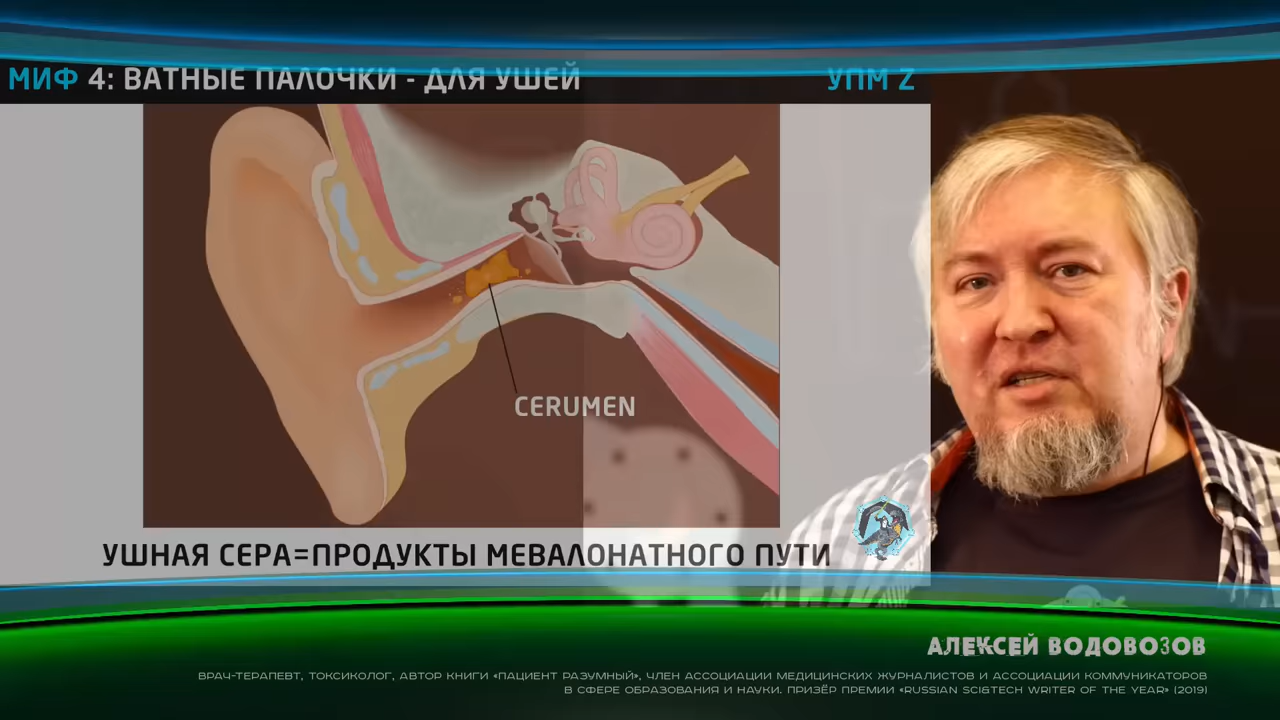 МИФ 4: ВАТНЫЕ ПАЛОЧКИ - ДЛЯ УШЕЙ
УПМ Z
CERUMEN
УШНАЯ СЕРА=ПРОДУКТЫ МЕВАЛОНАТНОГО ПУТИ
АЛЕКСЕЙ ВОДОВОЗОВ
ВРАЧ-ТЕРАПЕВТ, ТОКСИКОЛОГ, АВТОР КНИГИ «ПАЦИЕНТ РАЗУМНЫЙ», ЧЛЕН АССОЦИАЦИИ МЕДИЦИНСКИХ ЖУРНАЛИСТОВ И АССОЦИАЦИИ КОММУНИКАТОРОВ
В СФЕРЕ ОБРАЗОВАНИЯ И НАУКИ. ПРИЗЁР ПРЕМИИ «RUSSIAN SCI&TECH WRITER OF THE YEAR» (2019)